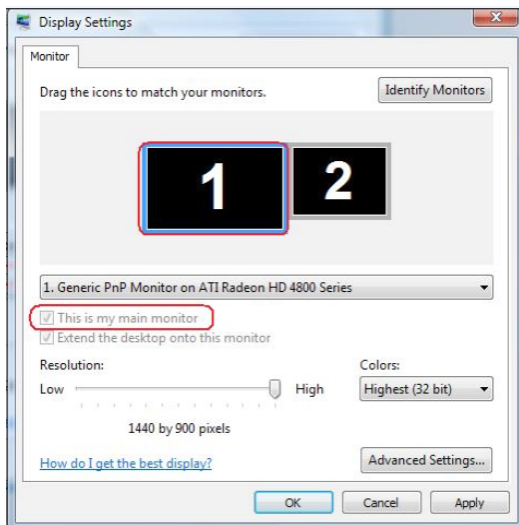 Display Settings
Monitor
Drag the icons to match your monitors.
Identify Monitors
1
2
1. Generic PnP Monitor on ATI Radeon HD 4800 Series
This is my main monitor
Extend the desktop onto this monitor
Resolution:
Colors:
Low
High
Highest (32 bit)
1440 by 900 pixels
How do I get the best display?
Advanced Settings...
OK
Cancel
Apply